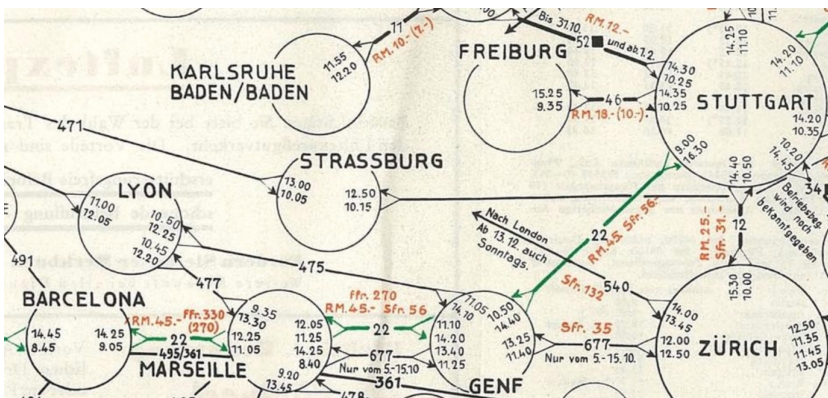 11
RM.10.-(7.-)
11.55
12.20
KARLSRUHE
BADEN/BADEN
FREIBURG
Bis 31.10.
RM.12.-
52
und ab 1.2.
15.25
9.35
46
RM.18.-(10.-)
14.30
10.25
14.35
10.25
14.25
11.10
14.20
11.10
STUTTGART
14.20
10.35
9.00
16.30
14.40
10.50
10.20
14.45
34
Betriebsbeg.
wird noch
bekanntgegeben
471
STRASSBURG
13.00
10.05
12.50
10.15
LYON
11.00
12.05
10.50
12.25
10.45
12.20
491
477
475
Nach London
Ab 13.12. auch
Sonntags.
22
RM.45.- Sfr. 56.-
RM.25.-
Sfr. 31.-
12
15.30
10.00
Sfr. 132
540
BARCELONA
14.45
8.45
14.25
9.05
RM.45.-
ffr.330
(270)
22
495/361
MARSEILLE
9.35
13.30
12.25
11.05
9.20
13.45
12.05
11.25
14.25
8.40
ffr. 270
RM.45.- Sfr. 56
22
677
Nur vom 5.-15.10
361
478
11.05
14.10
11.10
14.20
13.40
11.25
10.50
14.40
13.25
11.40
GENF
Sfr. 35
677
Nur vom 5.-15.10.
14.00
13.45
12.00
12.50
ZÜRICH
12.50
11.35
11.45
13.05